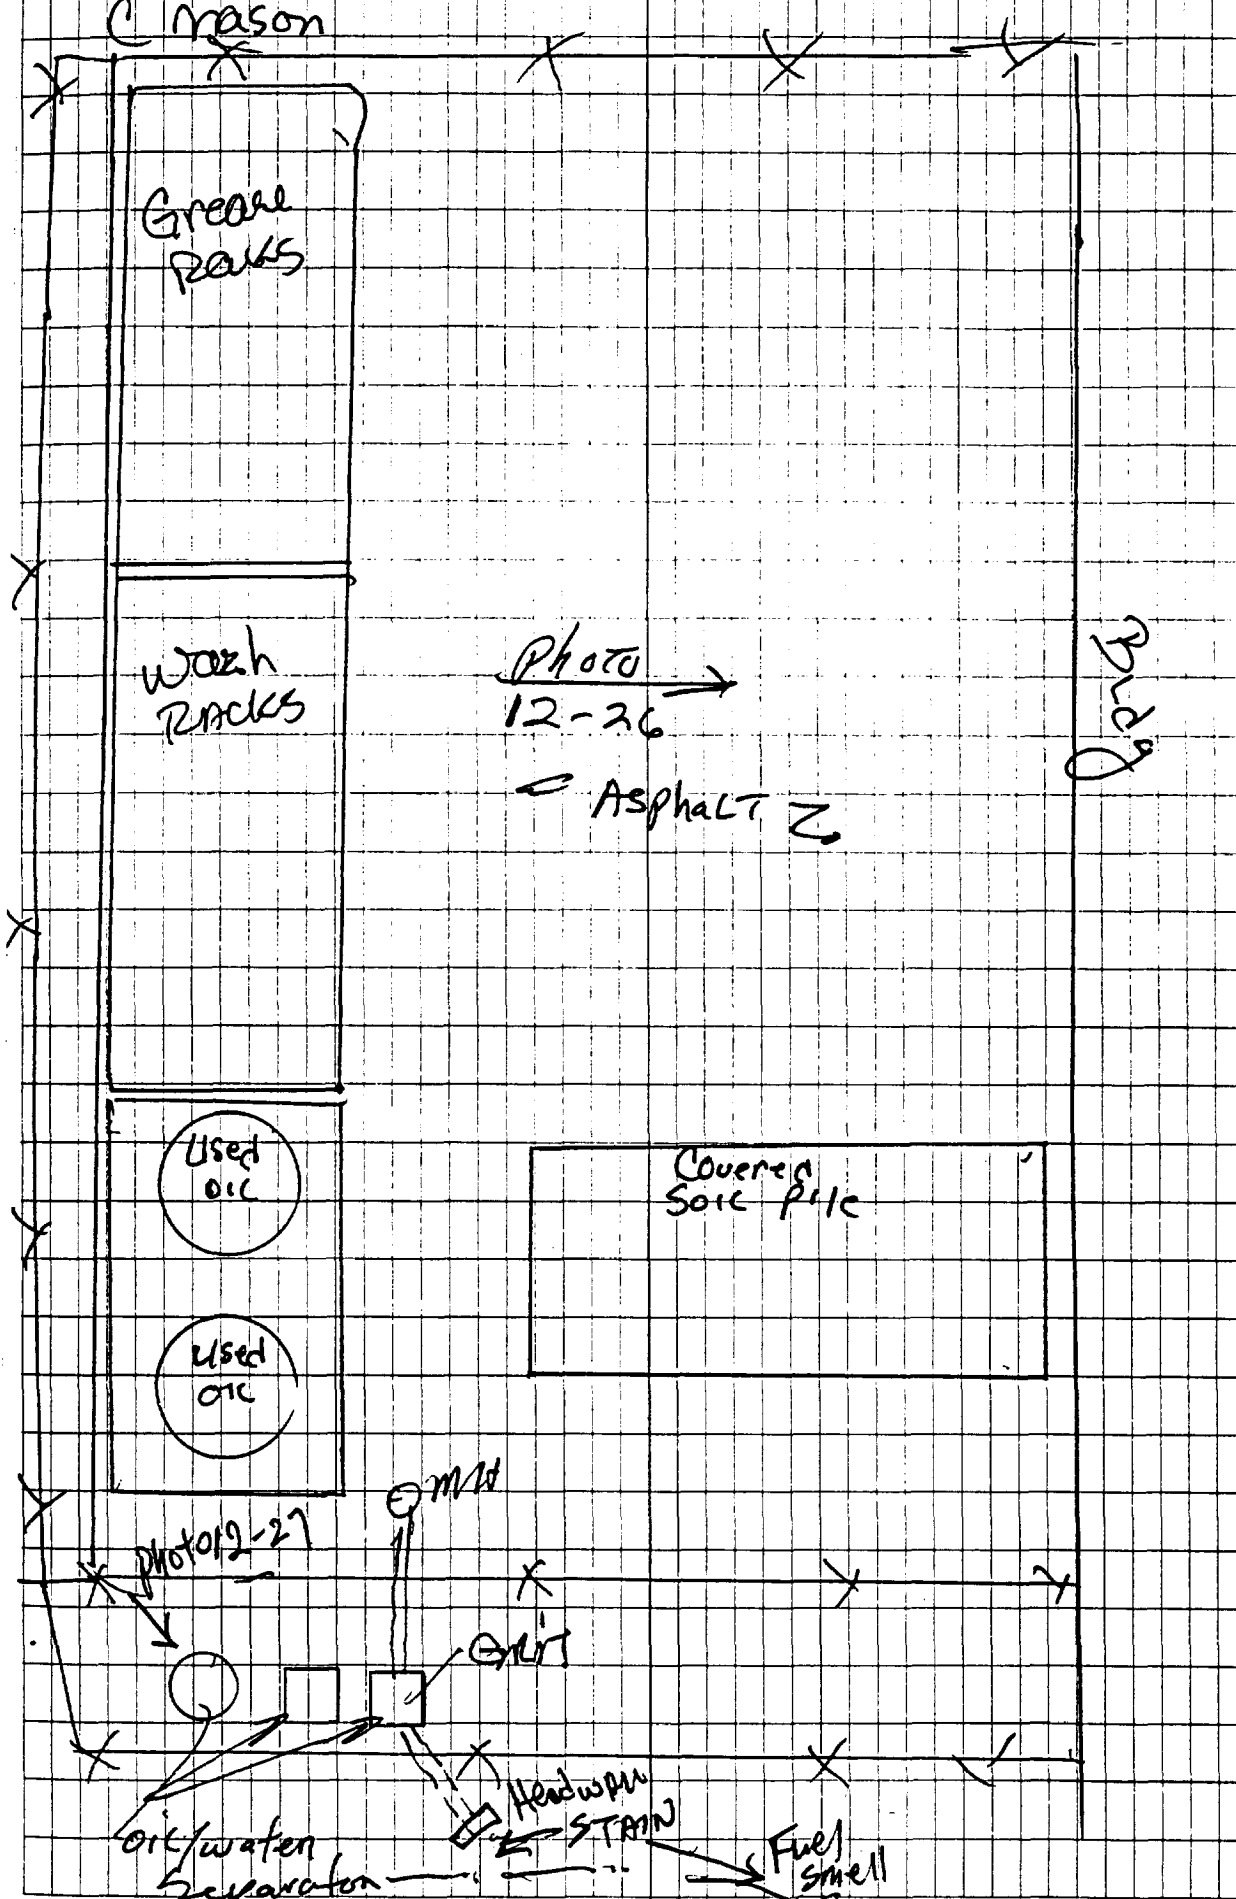 C Mason
Grease
Racks
Wash
RACKS
Photo
12-26
AsphaLT
Bldg
Used
oil
Covered
Soil Pile
Used
oil
MH
Photo 12-27
Grit
Headwall
STAIN
oil/water
Separator
Fuel
smell